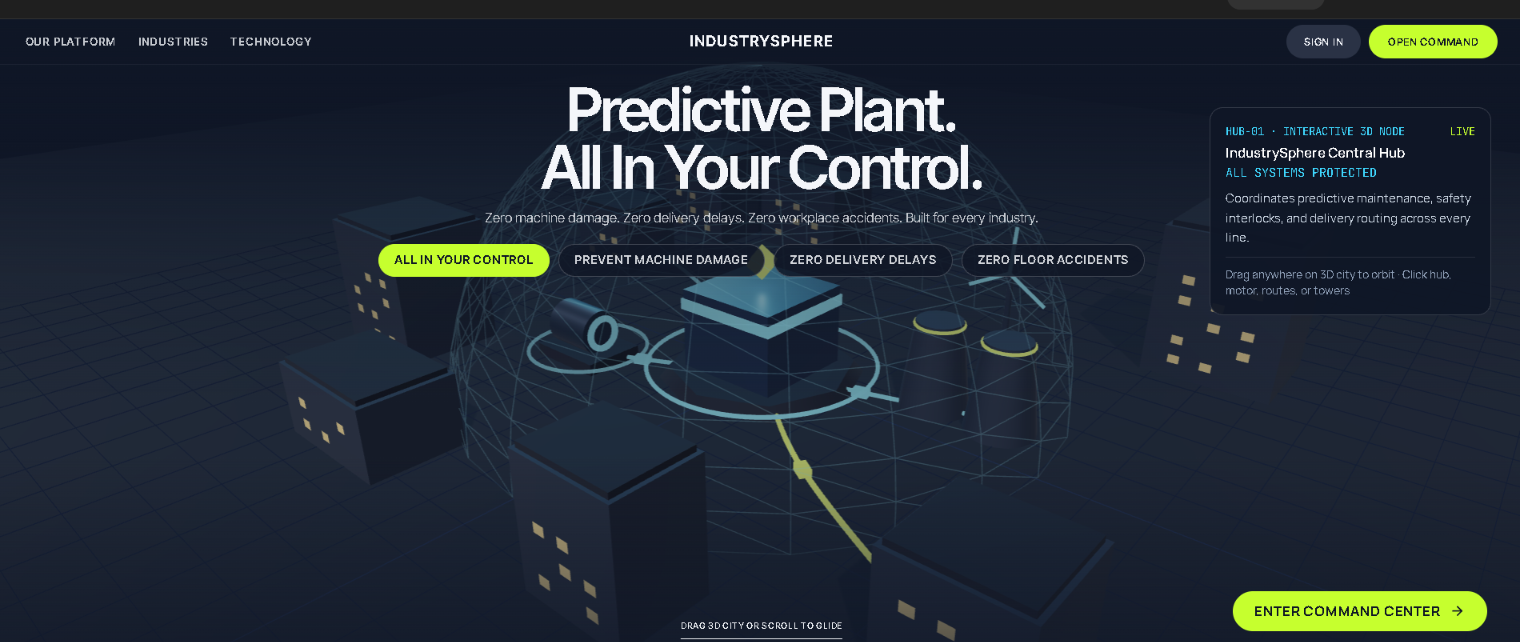 OUR PLATFORM
INDUSTRIES
TECHNOLOGY
INDUSTRYSPHERE
SIGN IN
OPEN COMMAND
Predictive Plant.
All In Your Control.
Zero machine damage. Zero delivery delays. Zero workplace accidents. Built for every industry.
ALL IN YOUR CONTROL
PREVENT MACHINE DAMAGE
ZERO DELIVERY DELAYS
ZERO FLOOR ACCIDENTS
HUB-01 · INTERACTIVE 3D NODE
LIVE
IndustrySphere Central Hub
ALL SYSTEMS PROTECTED
Coordinates predictive maintenance, safety
interlocks, and delivery routing across every
line.
Drag anywhere on 3D city to orbit · Click hub,
motor, routes, or towers
DRAG 3D CITY OR SCROLL TO GLIDE
ENTER COMMAND CENTER →